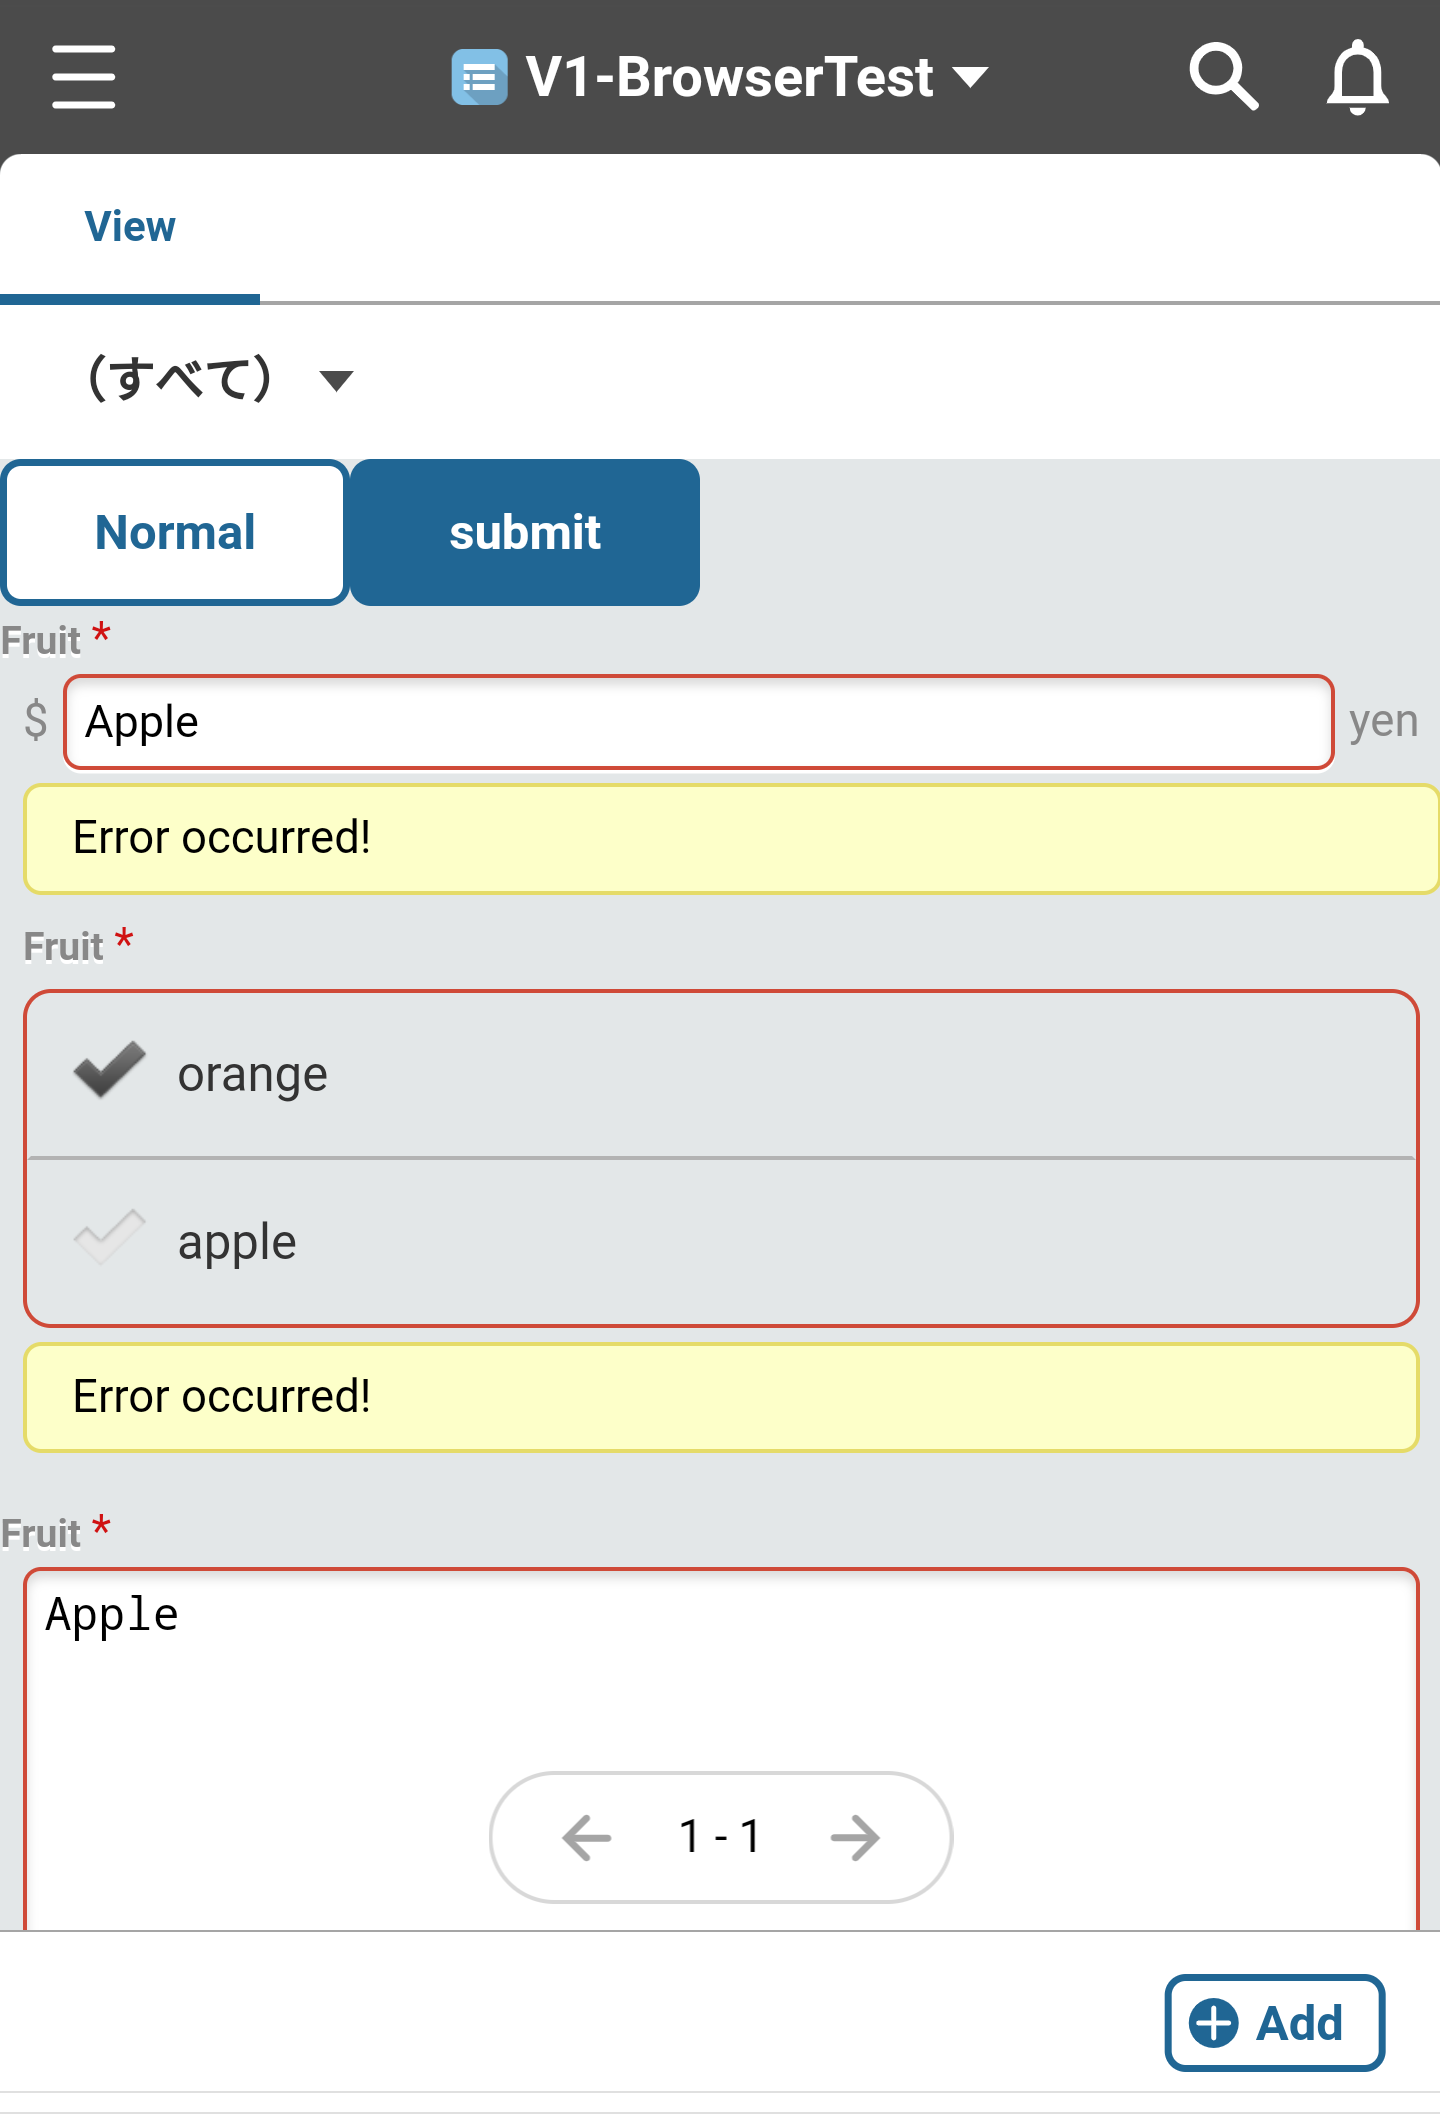 V1-BrowserTest
View
（すべて）
Normal
submit
Fruit *
$ Apple yen
Error occurred!
Fruit *
orange
apple
Error occurred!
Fruit *
Apple
1 - 1
Add